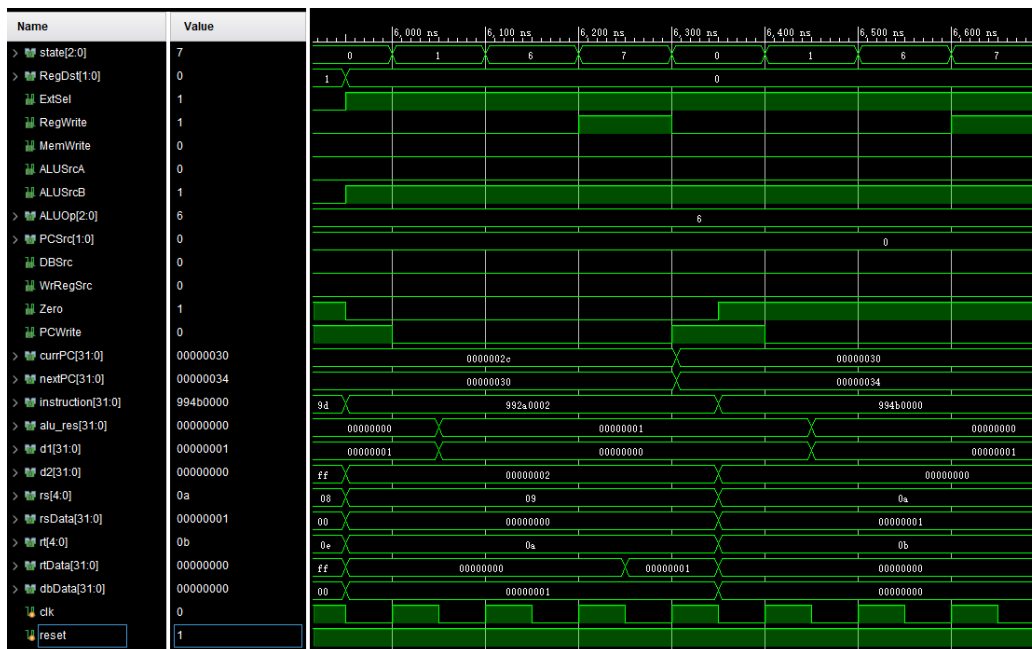 Name Value
6,000 ns 6,100 ns 6,200 ns 6,300 ns 6,400 ns 6,500 ns 6,600 ns
> state[2:0] 7 0 1 6 7 0 1 6 7
> RegDst[1:0] 0 1 0
ExtSel 1
RegWrite 1
MemWrite 0
ALUSrcA 0
ALUSrcB 1
> ALUOp[2:0] 6 6
> PCSrc[1:0] 0 0
DBSrc 0
WrRegSrc 0
Zero 1
PCWrite 0
> currPC[31:0] 00000030 0000002c 00000030
> nextPC[31:0] 00000034 00000030 00000034
> instruction[31:0] 994b0000 9d 992a0002 994b0000
> alu_res[31:0] 00000000 00000000 00000001 00000000
> d1[31:0] 00000001 00000001 00000000 00000001
> d2[31:0] 00000000 ff 00000002 00000000
> rs[4:0] 0a 08 09 0a
> rsData[31:0] 00000001 00 00000000 00000001
> rt[4:0] 0b 0e 0a 0b
> rtData[31:0] 00000000 ff 00000000 00000001 00000000
> dbData[31:0] 00000000 00 00000001 00000000
clk 0
reset 1